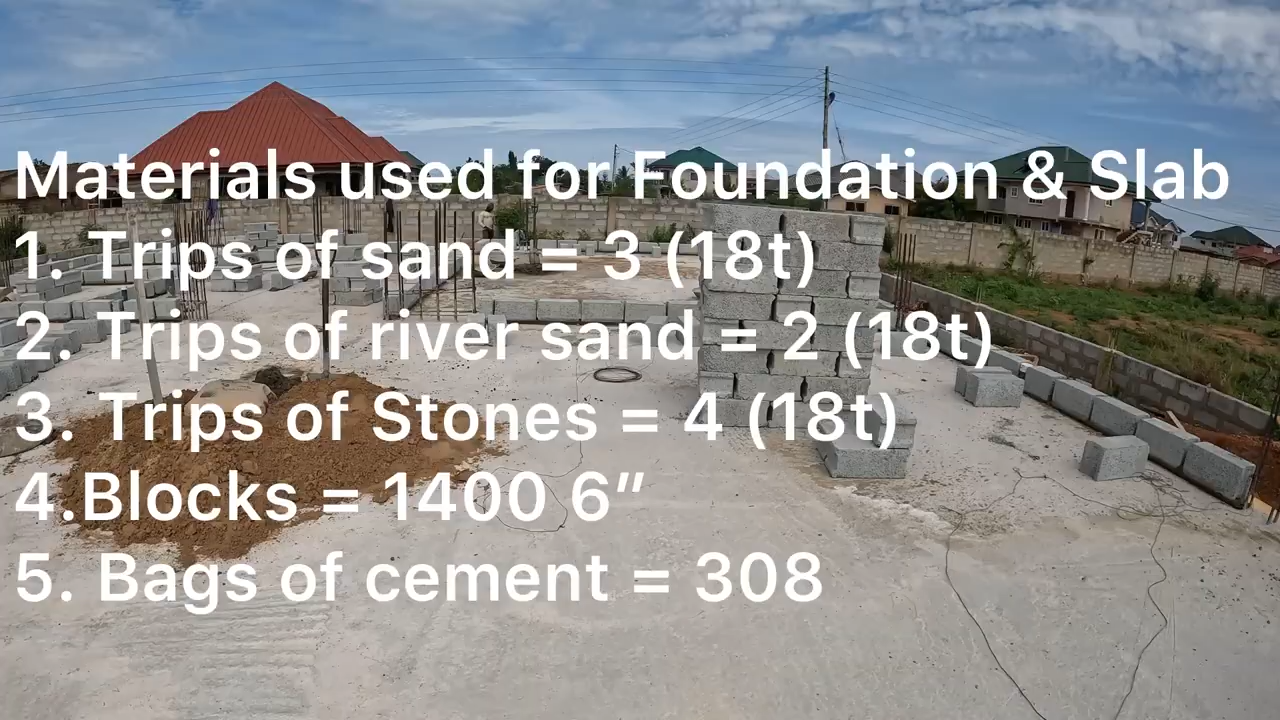 Materials used for Foundation & Slab
1. Trips of sand = 3 (18t)
2. Trips of river sand = 2 (18t)
3. Trips of Stones = 4 (18t)
4.Blocks = 1400 6”
5. Bags of cement = 308